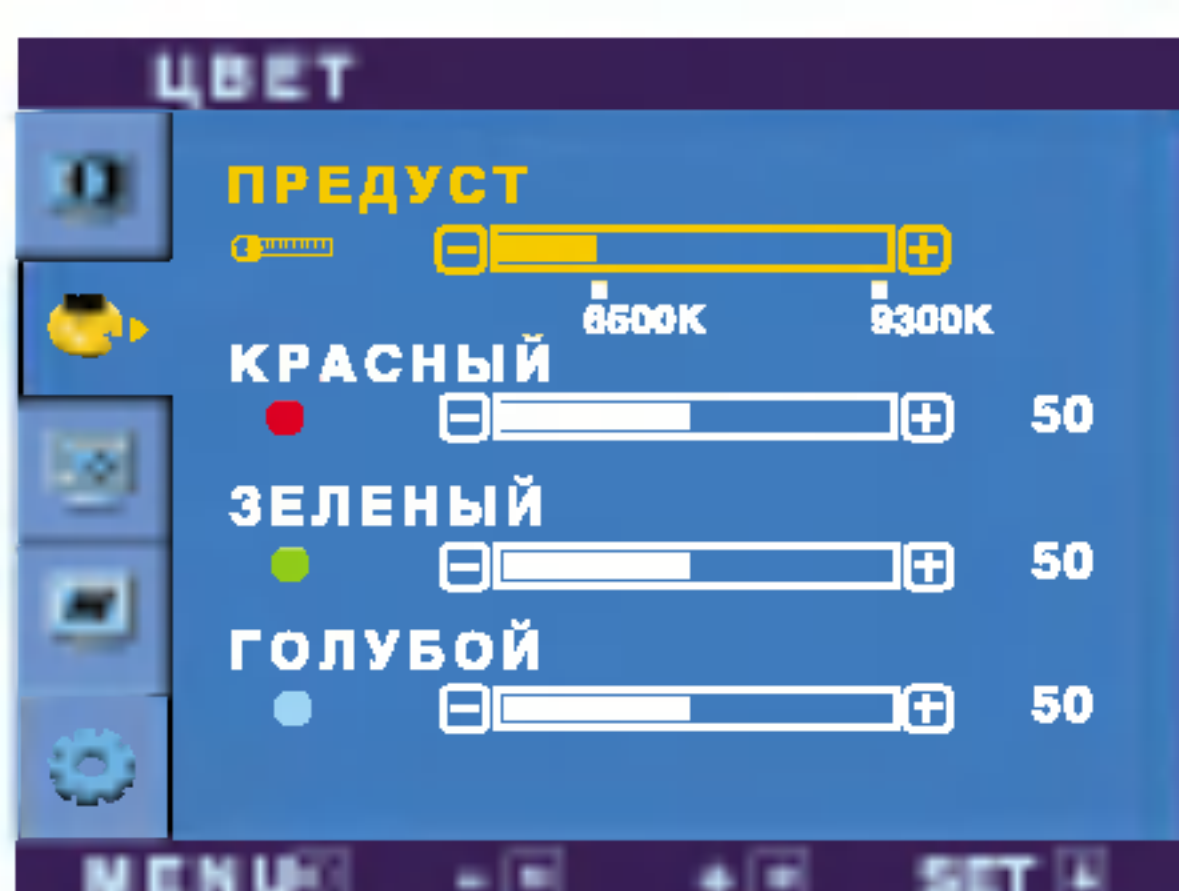 ЦВЕТ
ПРЕДУСТ
6500K 9300K
КРАСНЫЙ
50
ЗЕЛЕНЫЙ
50
ГОЛУБОЙ
50
MENU - + SET